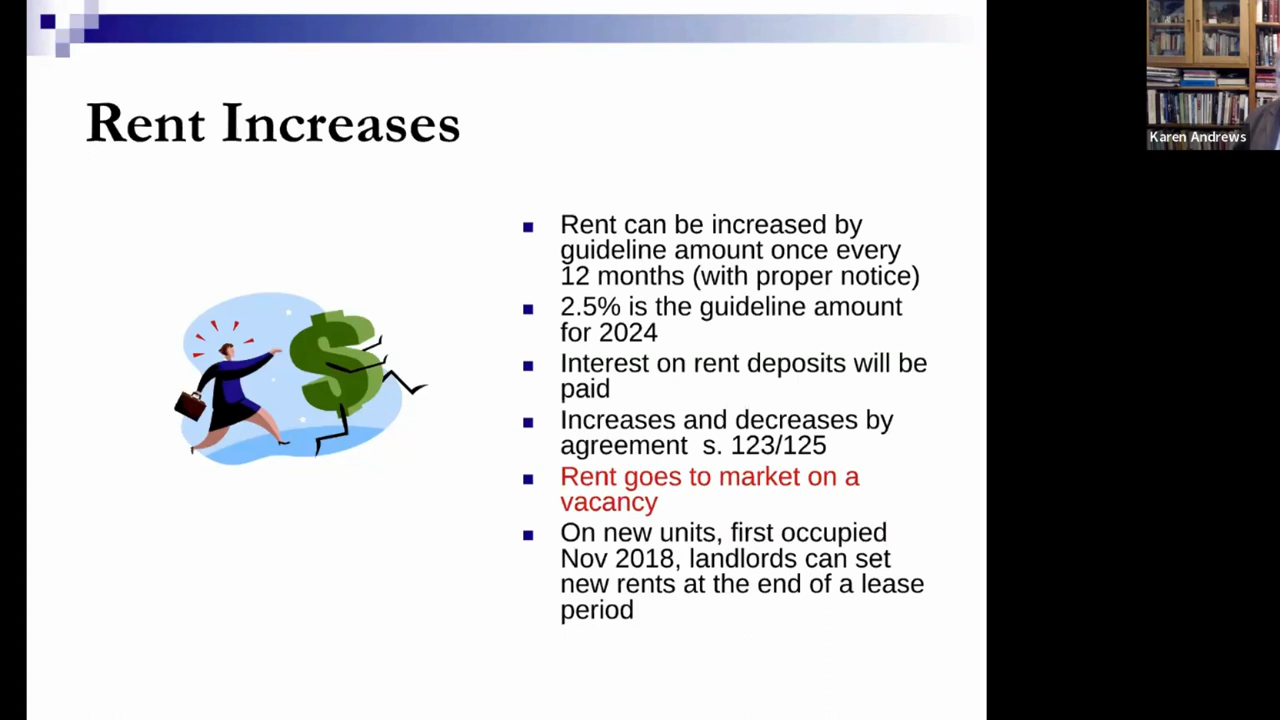 Rent Increases
Rent can be increased by
guideline amount once every
12 months (with proper notice)
2.5% is the guideline amount
for 2024
Interest on rent deposits will be
paid
Increases and decreases by
agreement s. 123/125
Rent goes to market on a
vacancy
On new units, first occupied
Nov 2018, landlords can set
new rents at the end of a lease
period
Karen Andrews